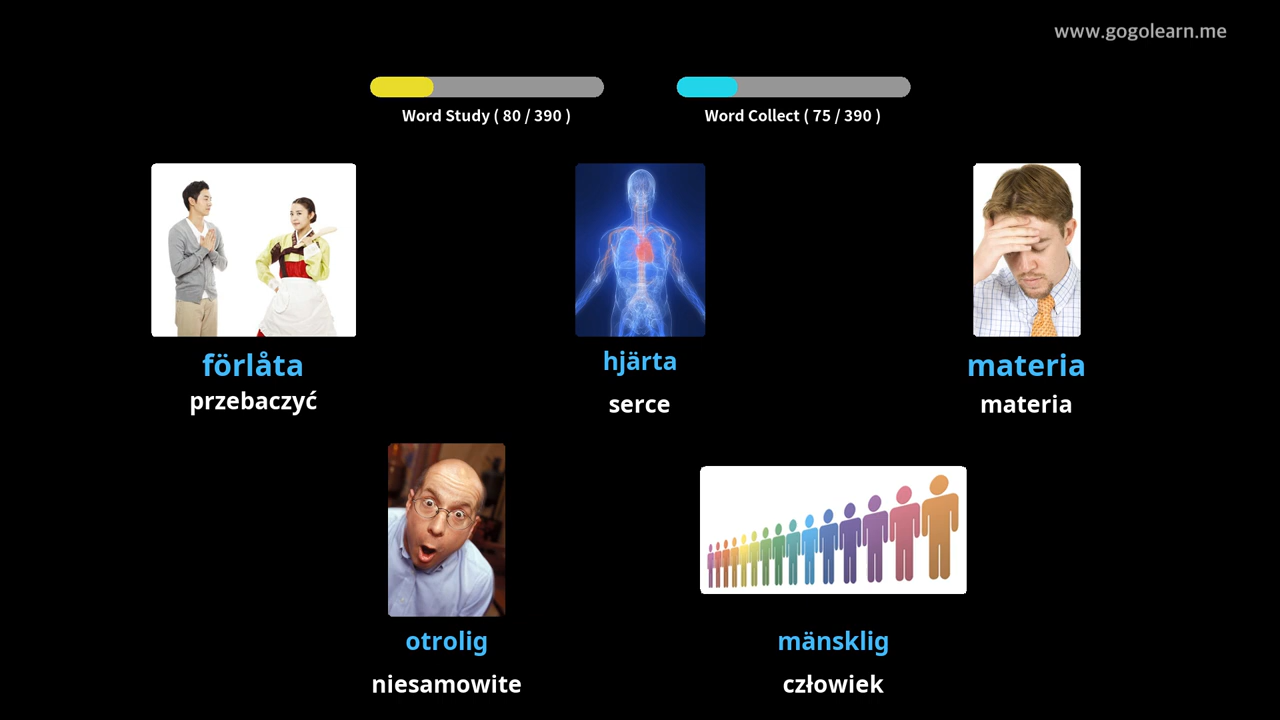 www.gogolearn.me
Word Study ( 80 / 390 )
Word Collect ( 75 / 390 )
förlåta
przebaczyć
hjärta
serce
materia
materia
otrolig
niesamowite
mänsklig
człowiek